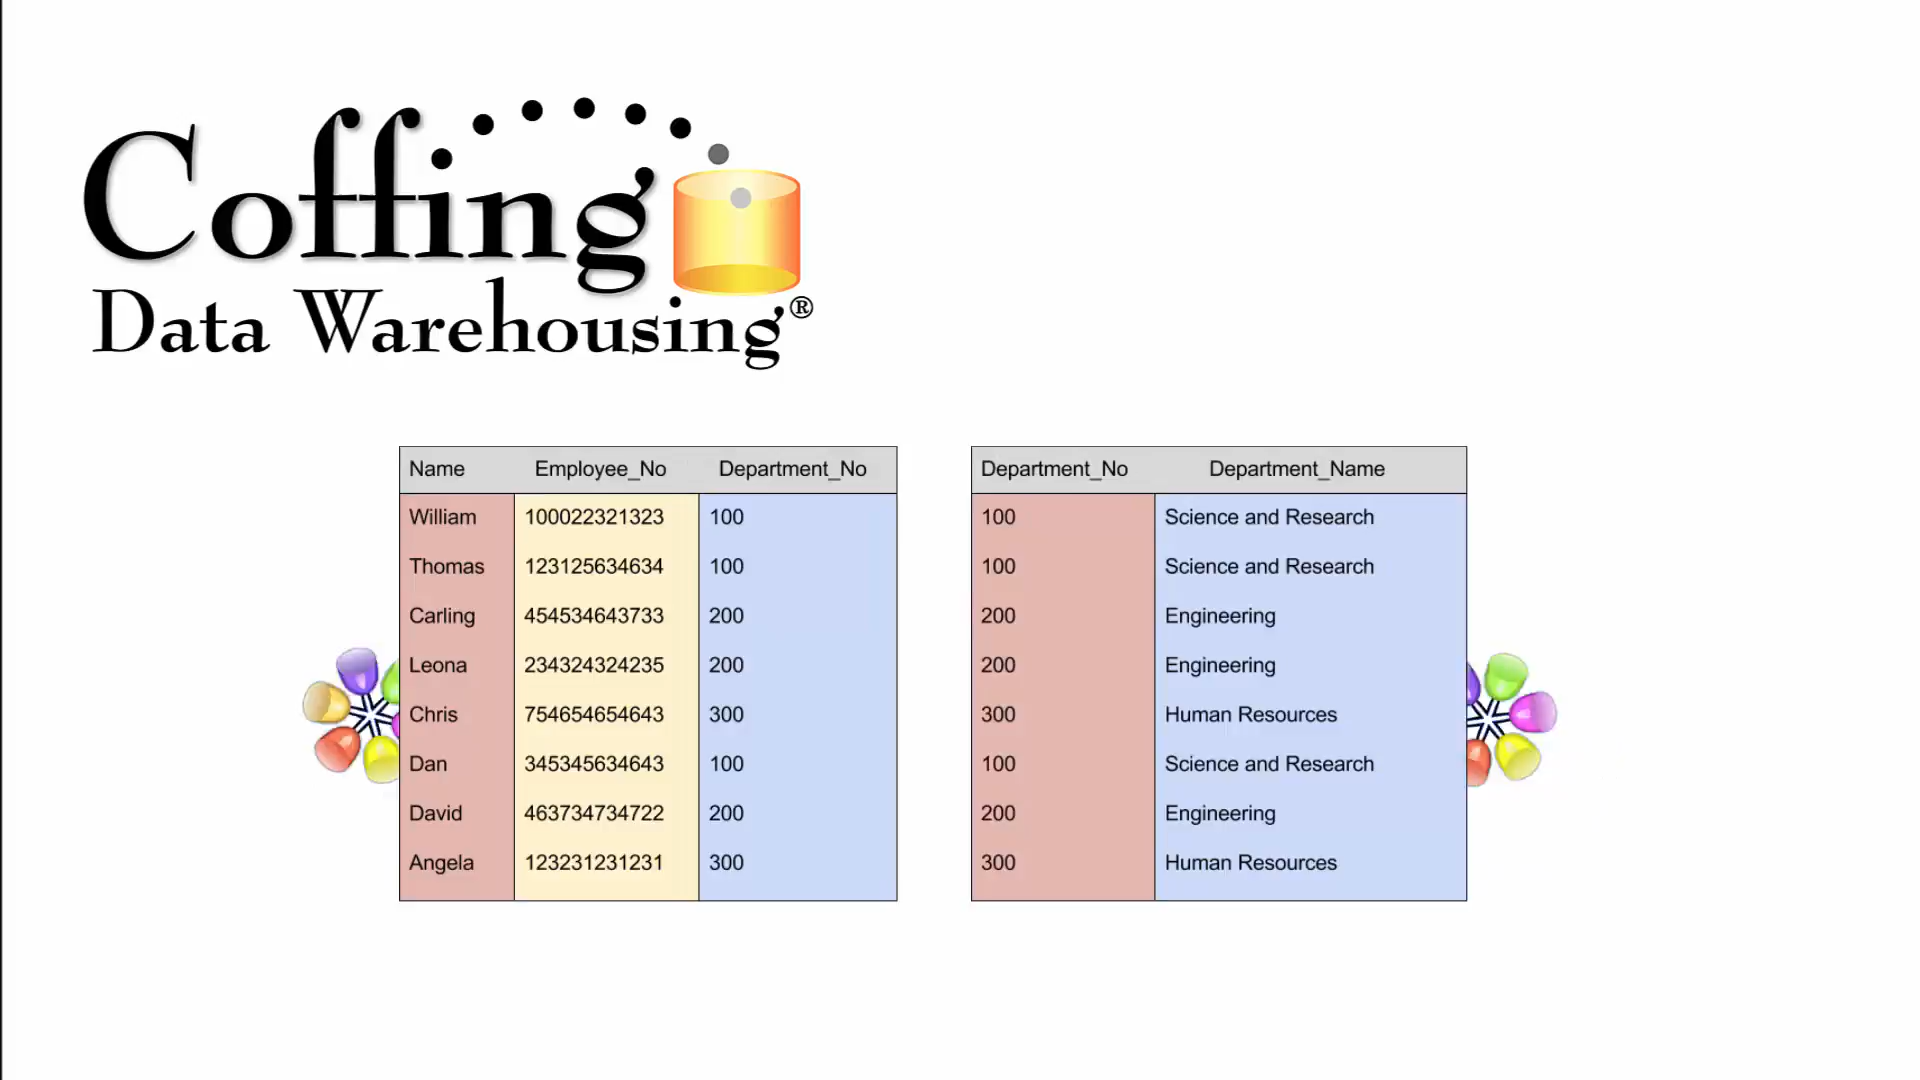 Coffing
Data Warehousing®
Name Employee_No Department_No
William 100022321323 100
Thomas 123125634634 100
Carling 454534643733 200
Leona 234324324235 200
Chris 754654654643 300
Dan 345345634643 100
David 463734734722 200
Angela 123231231231 300
Department_No Department_Name
100 Science and Research
100 Science and Research
200 Engineering
200 Engineering
300 Human Resources
100 Science and Research
200 Engineering
300 Human Resources